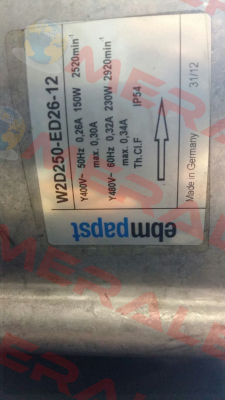 W2D250-ED26-12
Y400V~ 50Hz 0,26A 150W 2520min⁻¹
max. 0,30A
Y480V~ 60Hz 0,32A 230W 2920min⁻¹
max. 0,34A
Th.Cl.F IP54
ebmpapst
Made in Germany 31/12